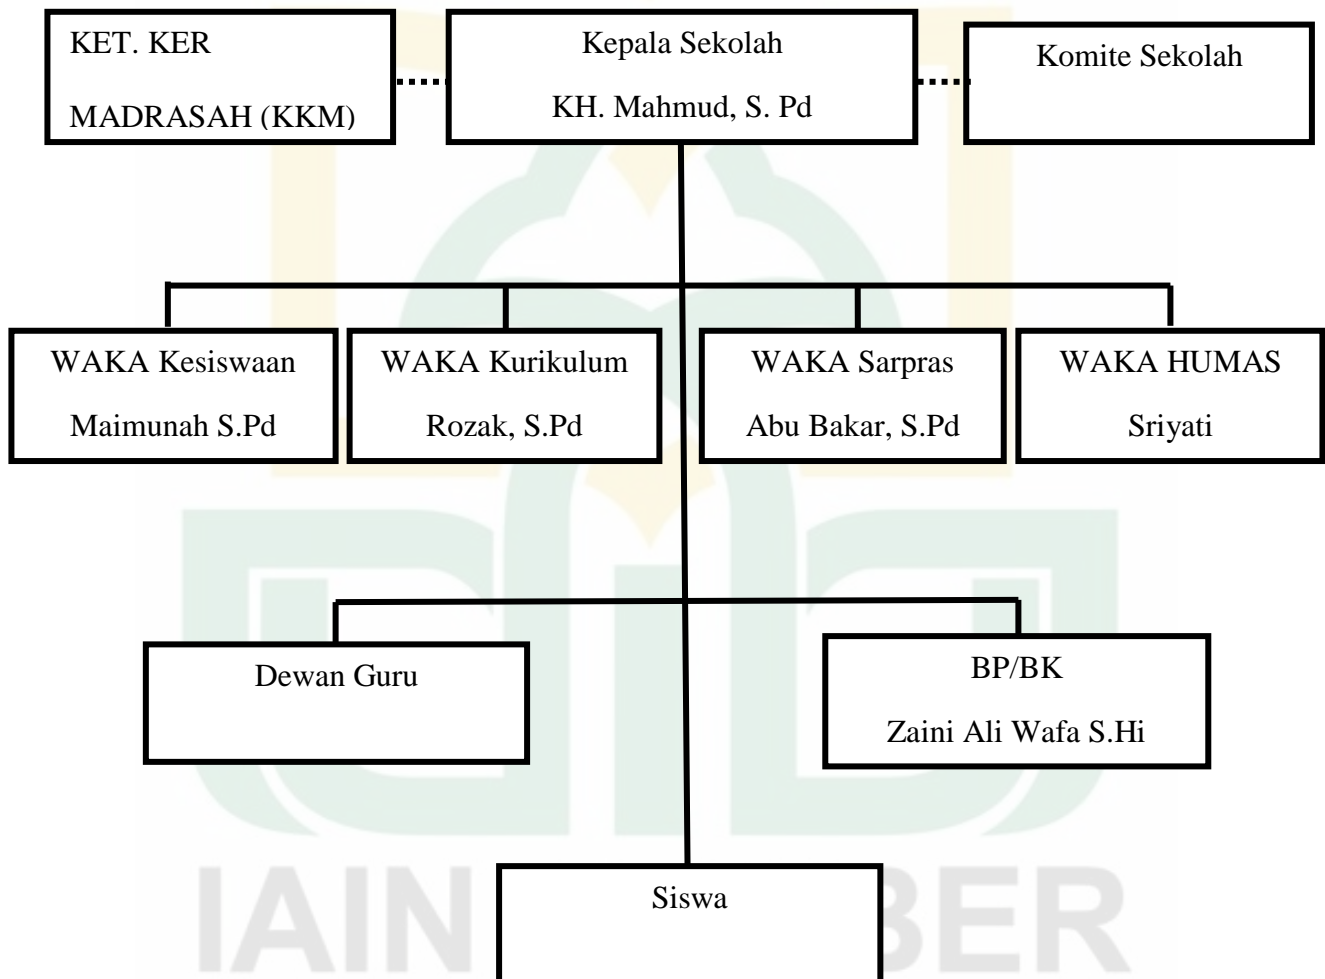 KET. KER
MADRASAH (KKM)
Kepala Sekolah
KH. Mahmud, S. Pd
Komite Sekolah
WAKA Kesiswaan
Maimunah S.Pd
WAKA Kurikulum
Rozak, S.Pd
WAKA Sarpras
Abu Bakar, S.Pd
WAKA HUMAS
Sriyati
Dewan Guru
BP/BK
Zaini Ali Wafa S.Hi
Siswa
IAIN BER